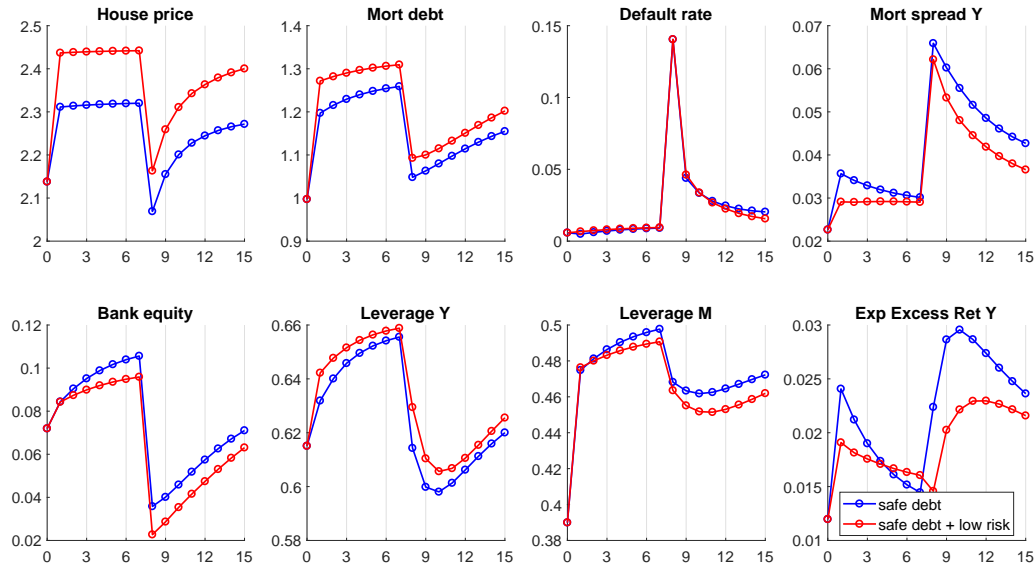 House price
2.5
2.4
2.3
2.2
2.1
2
0 3 6 9 12 15
Mort debt
1.4
1.3
1.2
1.1
1
0.9
0 3 6 9 12 15
Default rate
0.15
0.1
0.05
0
0 3 6 9 12 15
Mort spread Y
0.07
0.06
0.05
0.04
0.03
0.02
0 3 6 9 12 15
Bank equity
0.12
0.1
0.08
0.06
0.04
0.02
0 3 6 9 12 15
Leverage Y
0.66
0.64
0.62
0.6
0.58
0 3 6 9 12 15
Leverage M
0.5
0.48
0.46
0.44
0.42
0.4
0.38
0 3 6 9 12 15
Exp Excess Ret Y
0.03
0.025
0.02
0.015
0.01
0 3 6 9 12 15
safe debt
safe debt + low risk